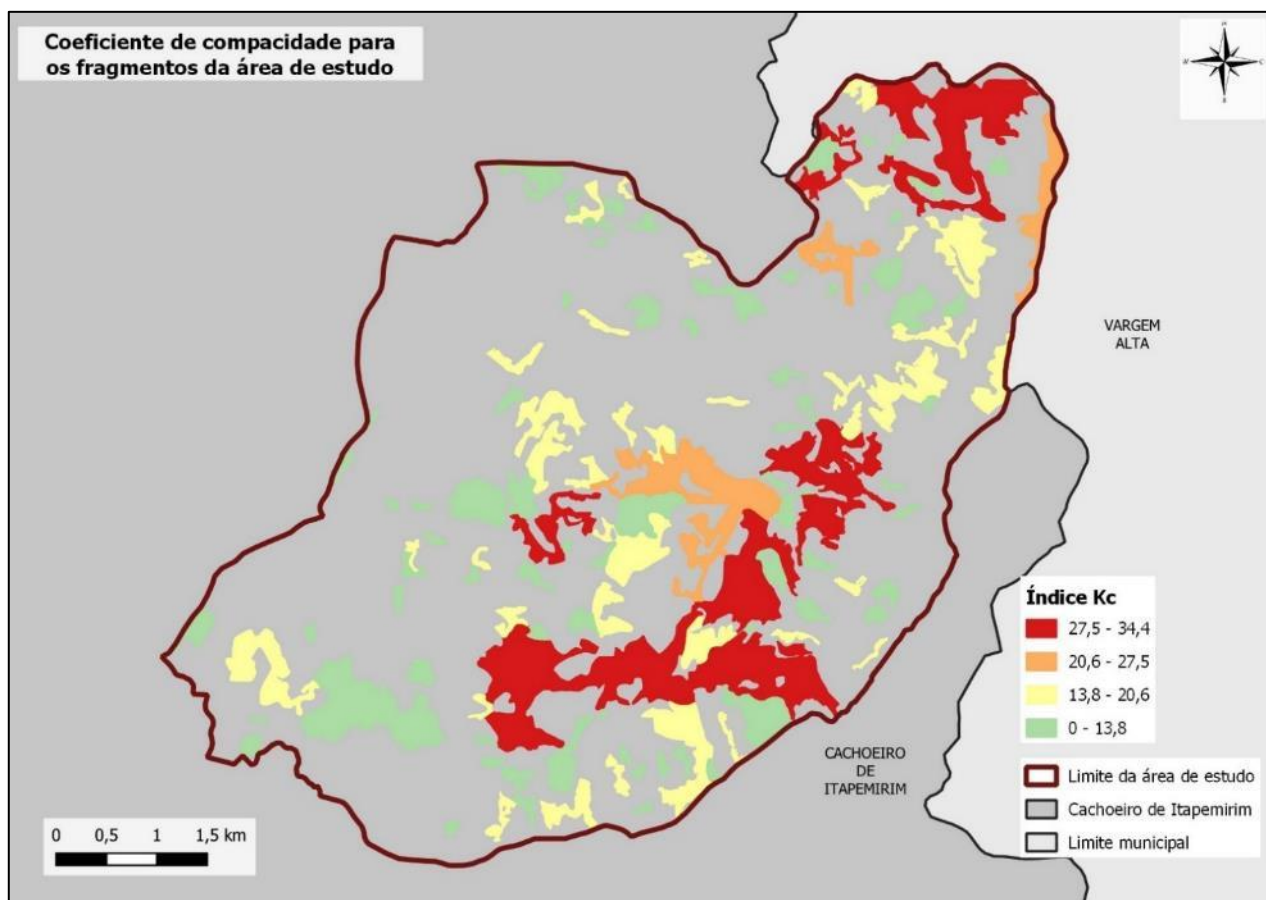 Coeficiente de compacidade para
os fragmentos da área de estudo
VARGEM
ALTA
Índice Kc
27,5 - 34,4
20,6 - 27,5
13,8 - 20,6
0 - 13,8
CACHOEIRO
DE
ITAPEMIRIM
Limite da área de estudo
Cachoeiro de Itapemirim
Limite municipal
0 0,5 1 1,5 km